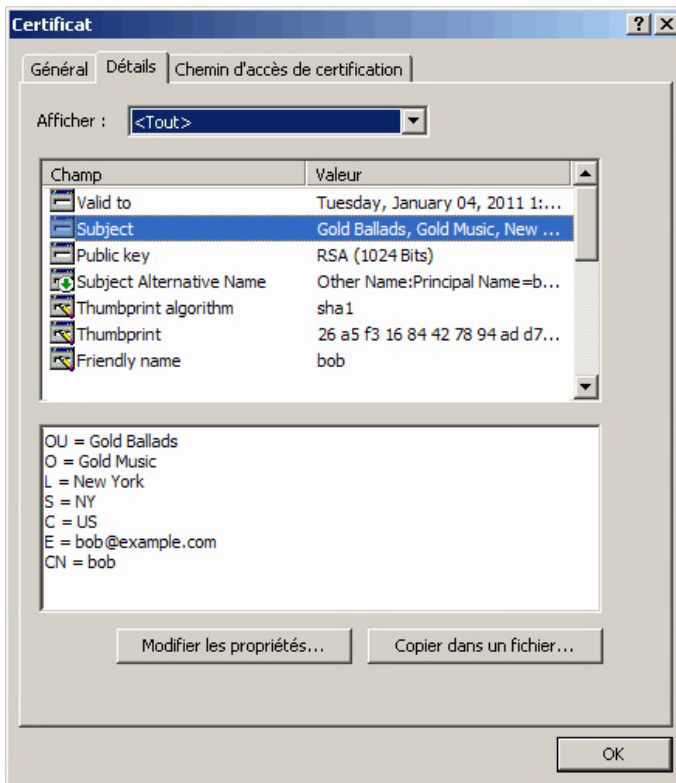 Certificat
Général Détails Chemin d'accès de certification
Afficher : <Tout>
Champ Valeur
Valid to Tuesday, January 04, 2011 1:...
Subject Gold Ballads, Gold Music, New ...
Public key RSA (1024 Bits)
Subject Alternative Name Other Name:Principal Name=b...
Thumbprint algorithm sha1
Thumbprint 26 a5 f3 16 84 42 78 94 ad d7...
Friendly name bob
OU = Gold Ballads
O = Gold Music
L = New York
S = NY
C = US
E = bob@example.com
CN = bob
Modifier les propriétés... Copier dans un fichier...
OK